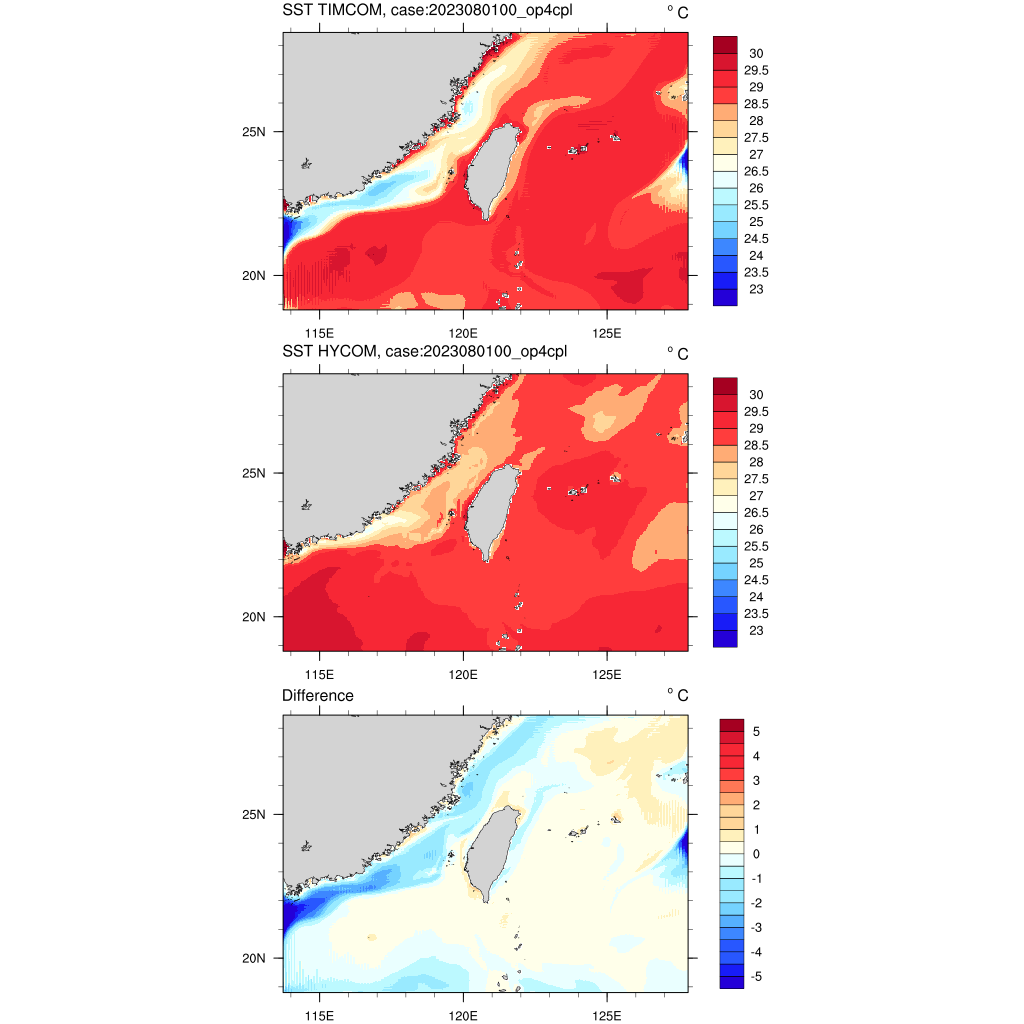 SST TIMCOM, case:2023080100_op4cpl
° C
30
29.5
29
28.5
28
27.5
27
26.5
26
25.5
25
24.5
24
23.5
23
25N
20N
115E
120E
125E
SST HYCOM, case:2023080100_op4cpl
° C
30
29.5
29
28.5
28
27.5
27
26.5
26
25.5
25
24.5
24
23.5
23
25N
20N
115E
120E
125E
Difference
° C
5
4
3
2
1
0
-1
-2
-3
-4
-5
25N
20N
115E
120E
125E